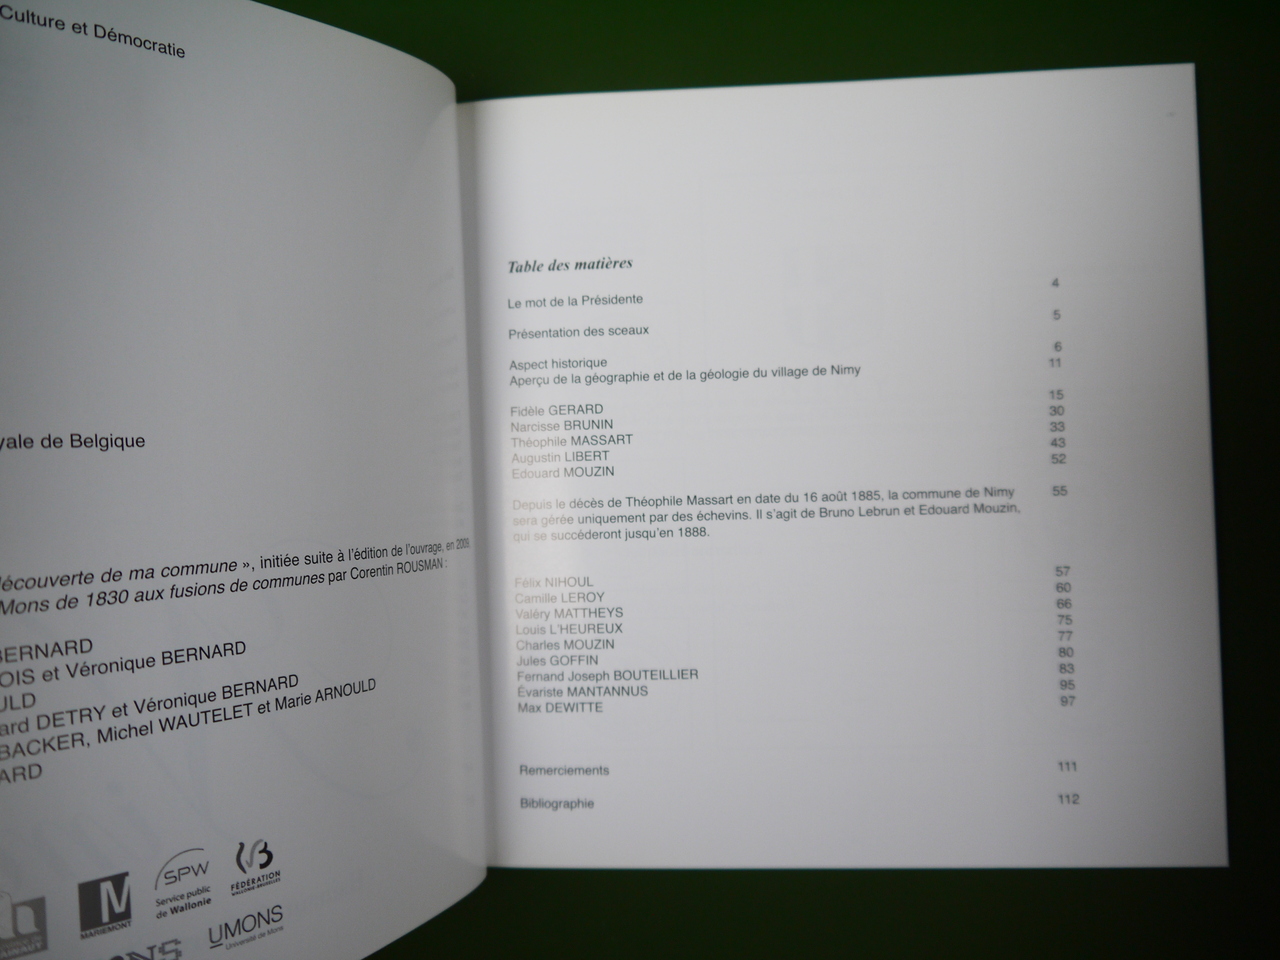 Culture et Démocratie
yale de Belgique
découverte de ma commune », initiée suite à l'édition de l'ouvrage, en 2009,
Mons de 1830 aux fusions de communes par Corentin ROUSMAN :
BERNARD
OIS et Véronique BERNARD
ULD
ard DETRY et Véronique BERNARD
BACKER, Michel WAUTELET et Marie ARNOULD
ARD
MARIEMONT
SPW
Service public
de Wallonie
FÉDÉRATION
WALLONIE-BRUXELLES
UMONS
Université de Mons
Table des matières
Le mot de la Présidente 4
Présentation des sceaux 5
Aspect historique 6
Aperçu de la géographie et de la géologie du village de Nimy 11
Fidèle GERARD 15
Narcisse BRUNIN 30
Théophile MASSART 33
Augustin LIBERT 43
Edouard MOUZIN 52
Depuis le décès de Théophile Massart en date du 16 août 1885, la commune de Nimy 55
sera gérée uniquement par des échevins. Il s'agit de Bruno Lebrun et Edouard Mouzin,
qui se succéderont jusqu'en 1888.
Félix NIHOUL 57
Camille LEROY 60
Valéry MATTHEYS 66
Louis L'HEUREUX 75
Charles MOUZIN 77
Jules GOFFIN 80
Fernand Joseph BOUTEILLIER 83
Évariste MANTANNUS 95
Max DEWITTE 97
Remerciements 111
Bibliographie 112